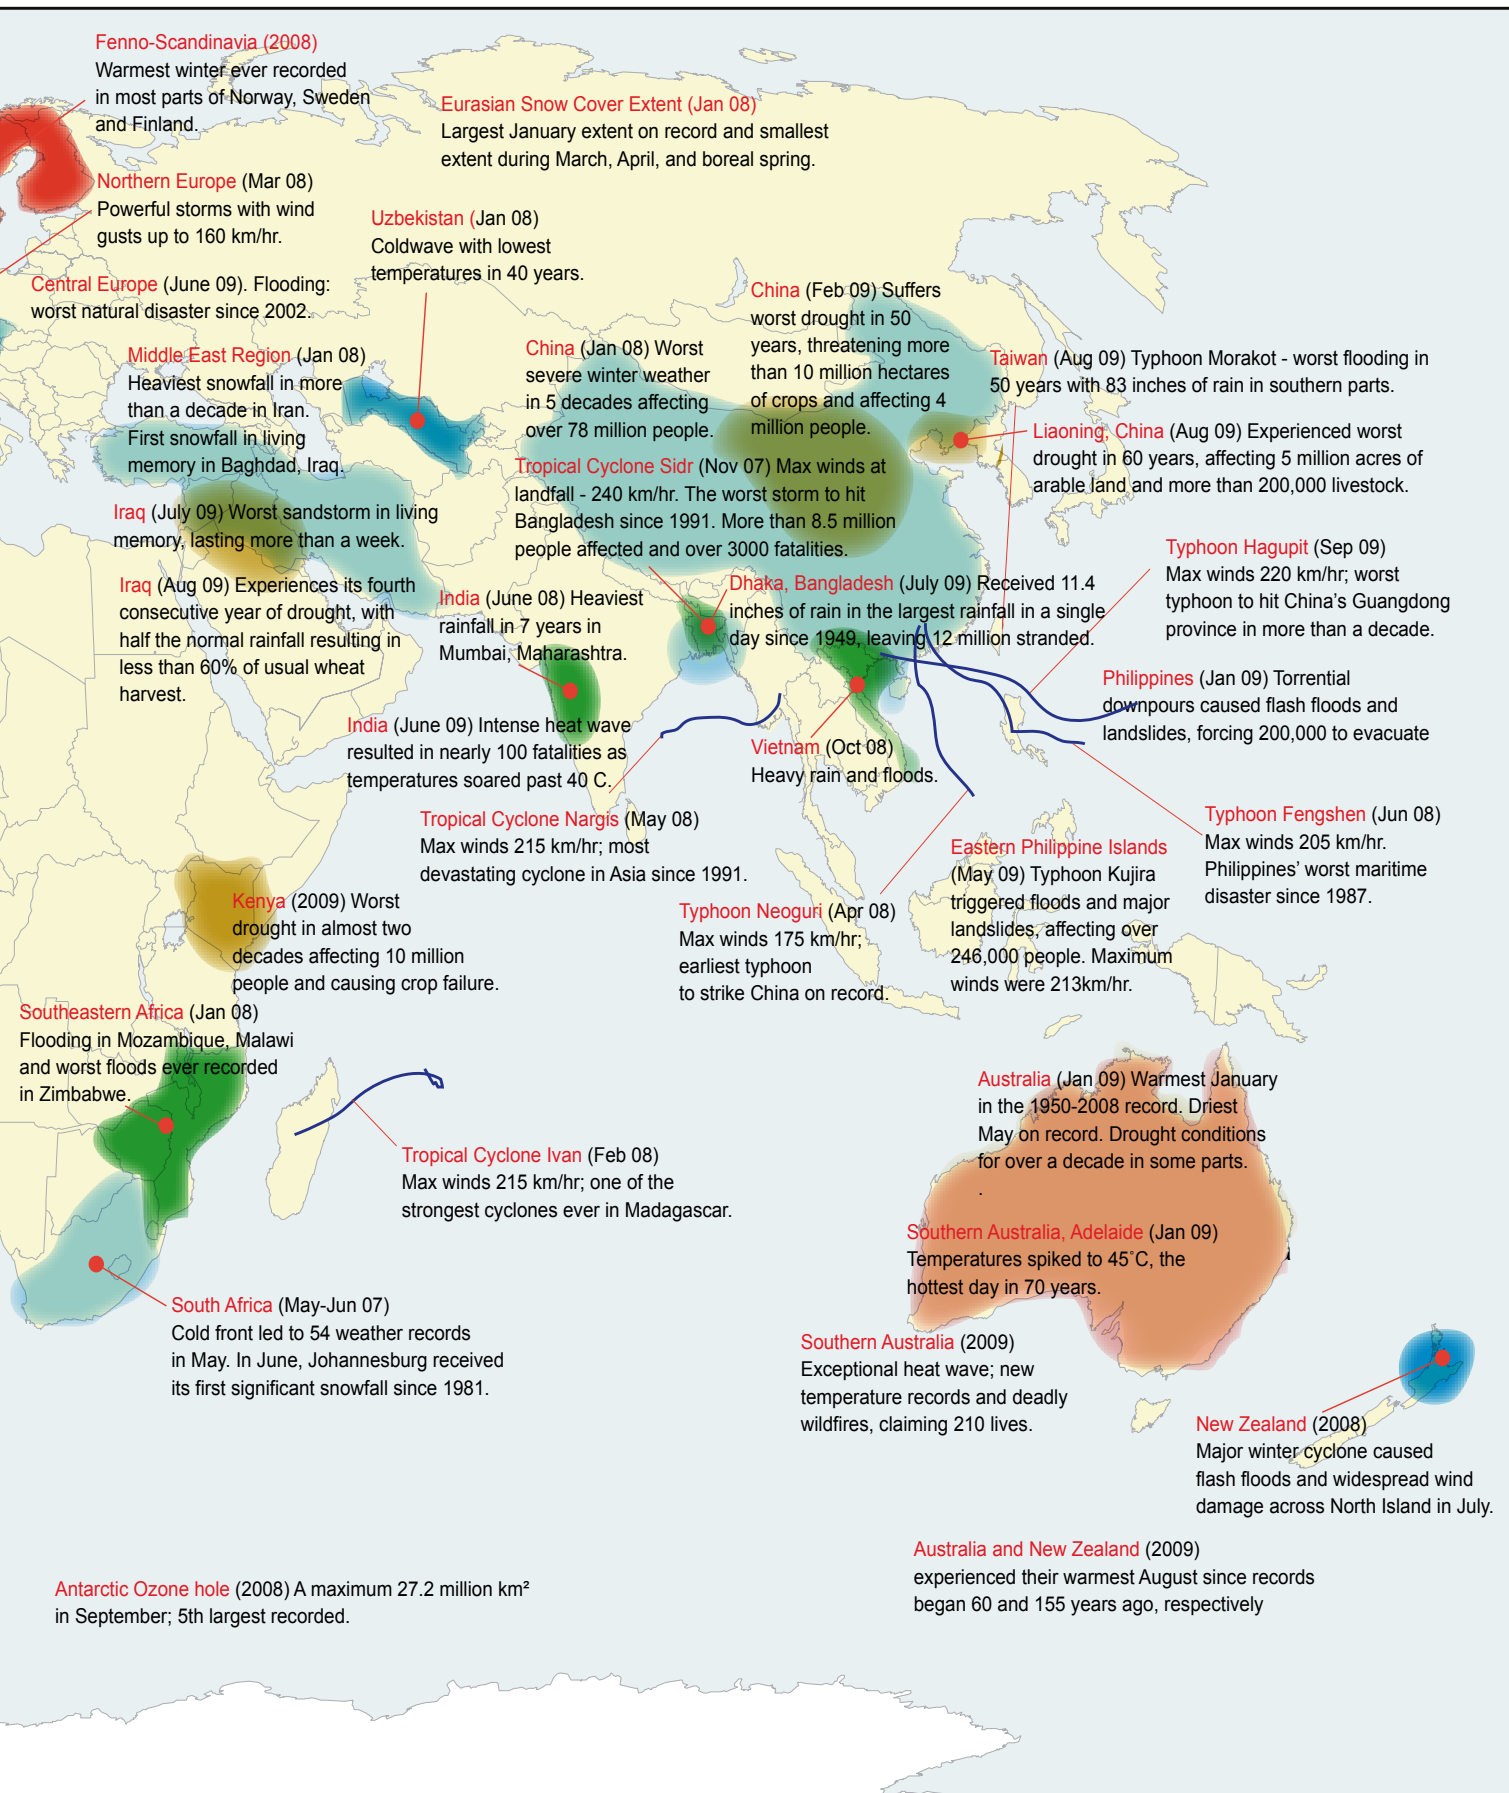 Fenno-Scandinavia (2008)
Warmest winter ever recorded
in most parts of Norway, Sweden
and Finland.
Eurasian Snow Cover Extent (Jan 08)
Largest January extent on record and smallest
extent during March, April, and boreal spring.
Northern Europe (Mar 08)
Powerful storms with wind
gusts up to 160 km/hr.
Uzbekistan (Jan 08)
Coldwave with lowest
temperatures in 40 years.
Central Europe (June 09). Flooding:
worst natural disaster since 2002.
China (Feb 09) Suffers
worst drought in 50
years, threatening more
than 10 million hectares
of crops and affecting 4
million people.
Middle East Region (Jan 08)
Heaviest snowfall in more
than a decade in Iran.
First snowfall in living
memory in Baghdad, Iraq.
China (Jan 08) Worst
severe winter weather
in 5 decades affecting
over 78 million people.
Taiwan (Aug 09) Typhoon Morakot - worst flooding in
50 years with 83 inches of rain in southern parts.
Liaoning, China (Aug 09) Experienced worst
drought in 60 years, affecting 5 million acres of
arable land and more than 200,000 livestock.
Tropical Cyclone Sidr (Nov 07) Max winds at
landfall - 240 km/hr. The worst storm to hit
Bangladesh since 1991. More than 8.5 million
people affected and over 3000 fatalities.
Iraq (July 09) Worst sandstorm in living
memory, lasting more than a week.
Typhoon Hagupit (Sep 09)
Max winds 220 km/hr; worst
typhoon to hit China's Guangdong
province in more than a decade.
Iraq (Aug 09) Experiences its fourth
consecutive year of drought, with
half the normal rainfall resulting in
less than 60% of usual wheat
harvest.
India (June 08) Heaviest
rainfall in 7 years in
Mumbai, Maharashtra.
Dhaka, Bangladesh (July 09) Received 11.4
inches of rain in the largest rainfall in a single
day since 1949, leaving 12 million stranded.
Philippines (Jan 09) Torrential
downpours caused flash floods and
landslides, forcing 200,000 to evacuate
India (June 09) Intense heat wave
resulted in nearly 100 fatalities as
temperatures soared past 40 C.
Vietnam (Oct 08)
Heavy rain and floods.
Tropical Cyclone Nargis (May 08)
Max winds 215 km/hr; most
devastating cyclone in Asia since 1991.
Typhoon Fengshen (Jun 08)
Max winds 205 km/hr.
Philippines' worst maritime
disaster since 1987.
Eastern Philippine Islands
(May 09) Typhoon Kujira
triggered floods and major
landslides, affecting over
246,000 people. Maximum
winds were 213km/hr.
Kenya (2009) Worst
drought in almost two
decades affecting 10 million
people and causing crop failure.
Typhoon Neoguri (Apr 08)
Max winds 175 km/hr;
earliest typhoon
to strike China on record.
Southeastern Africa (Jan 08)
Flooding in Mozambique, Malawi
and worst floods ever recorded
in Zimbabwe.
Australia (Jan 09) Warmest January
in the 1950-2008 record. Driest
May on record. Drought conditions
for over a decade in some parts.
.
Tropical Cyclone Ivan (Feb 08)
Max winds 215 km/hr; one of the
strongest cyclones ever in Madagascar.
Southern Australia, Adelaide (Jan 09)
Temperatures spiked to 45˚C, the
hottest day in 70 years.
South Africa (May-Jun 07)
Cold front led to 54 weather records
in May. In June, Johannesburg received
its first significant snowfall since 1981.
Southern Australia (2009)
Exceptional heat wave; new
temperature records and deadly
wildfires, claiming 210 lives.
New Zealand (2008)
Major winter cyclone caused
flash floods and widespread wind
damage across North Island in July.
Australia and New Zealand (2009)
experienced their warmest August since records
began 60 and 155 years ago, respectively
Antarctic Ozone hole (2008) A maximum 27.2 million km²
in September; 5th largest recorded.